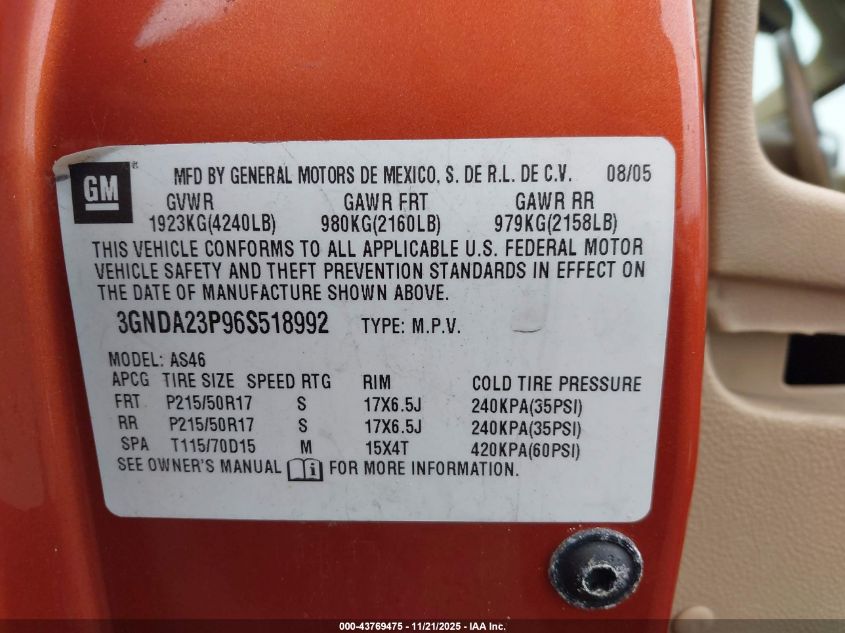 GM
MFD BY GENERAL MOTORS DE MEXICO, S. DE R.L. DE C.V. 08/05
GVWR GAWR FRT GAWR RR
1923KG(4240LB) 980KG(2160LB) 979KG(2158LB)
THIS VEHICLE CONFORMS TO ALL APPLICABLE U.S. FEDERAL MOTOR
VEHICLE SAFETY AND THEFT PREVENTION STANDARDS IN EFFECT ON
THE DATE OF MANUFACTURE SHOWN ABOVE.
3GNDA23P96S518992 TYPE: M.P.V.
MODEL: AS46
APCG TIRE SIZE SPEED RTG RIM COLD TIRE PRESSURE
FRT P215/50R17 S 17X6.5J 240KPA(35PSI)
RR P215/50R17 S 17X6.5J 240KPA(35PSI)
SPA T115/70D15 M 15X4T 420KPA(60PSI)
SEE OWNER'S MANUAL i FOR MORE INFORMATION.
000-43769475 - 11/21/2025 - IAA Inc.